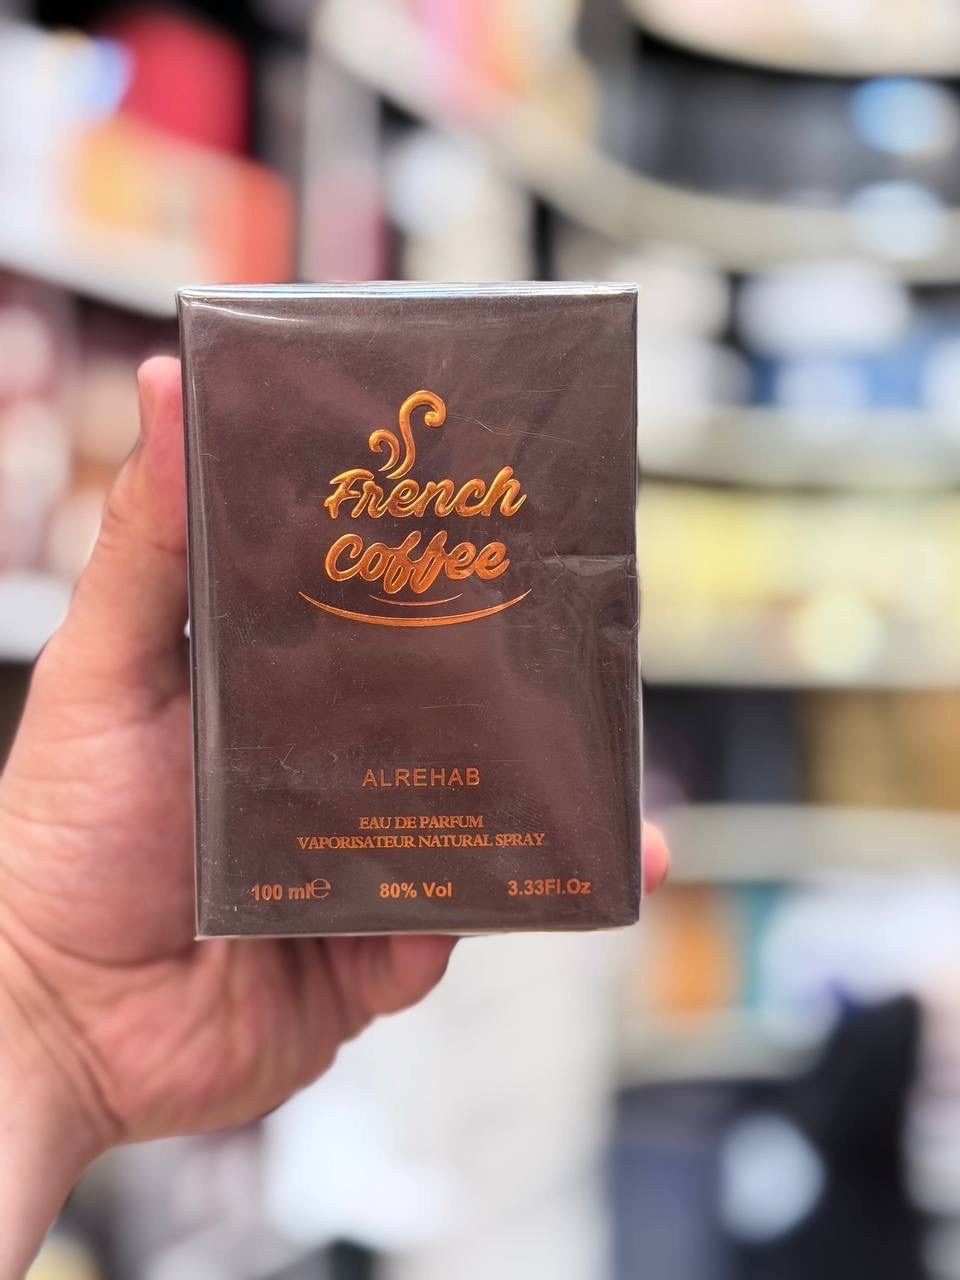 French
Coffee
ALREHAB
EAU DE PARFUM
VAPORISATEUR NATURAL SPRAY
100 ml℮
80% Vol
3.33Fl.Oz